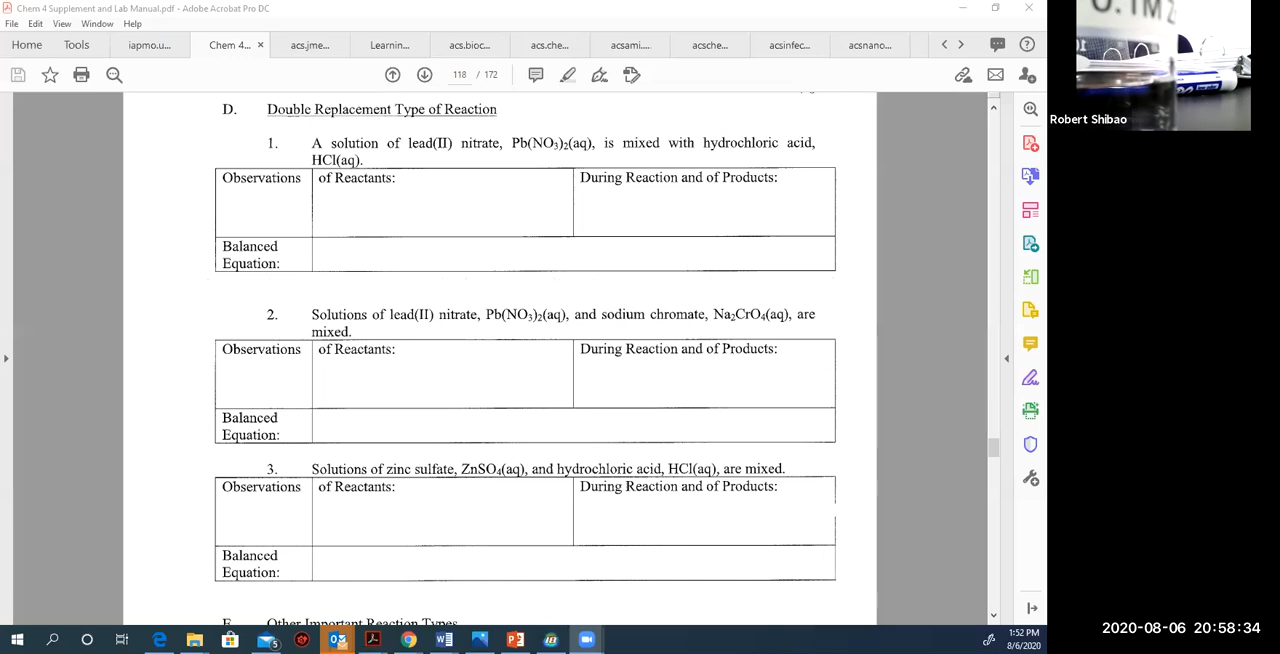 Chem 4 Supplement and Lab Manual.pdf - Adobe Acrobat Pro DC
File Edit View Window Help
Home Tools iapmo.u... Chem 4... × acs.jme... Learnin... acs.bioc... acs.che... acsami.... acsche... acsinfec... acsnano...
118 / 172
D. Double Replacement Type of Reaction
1. A solution of lead(II) nitrate, Pb(NO₃)₂(aq), is mixed with hydrochloric acid,
HCl(aq).
Observations of Reactants: During Reaction and of Products:
Balanced
Equation:
2. Solutions of lead(II) nitrate, Pb(NO₃)₂(aq), and sodium chromate, Na₂CrO₄(aq), are
mixed.
Observations of Reactants: During Reaction and of Products:
Balanced
Equation:
3. Solutions of zinc sulfate, ZnSO₄(aq), and hydrochloric acid, HCl(aq), are mixed.
Observations of Reactants: During Reaction and of Products:
Balanced
Equation:
E. Other Important Reaction Types
0.1M
Robert Shibao
5
1:52 PM
8/6/2020
2020-08-06 20:58:34